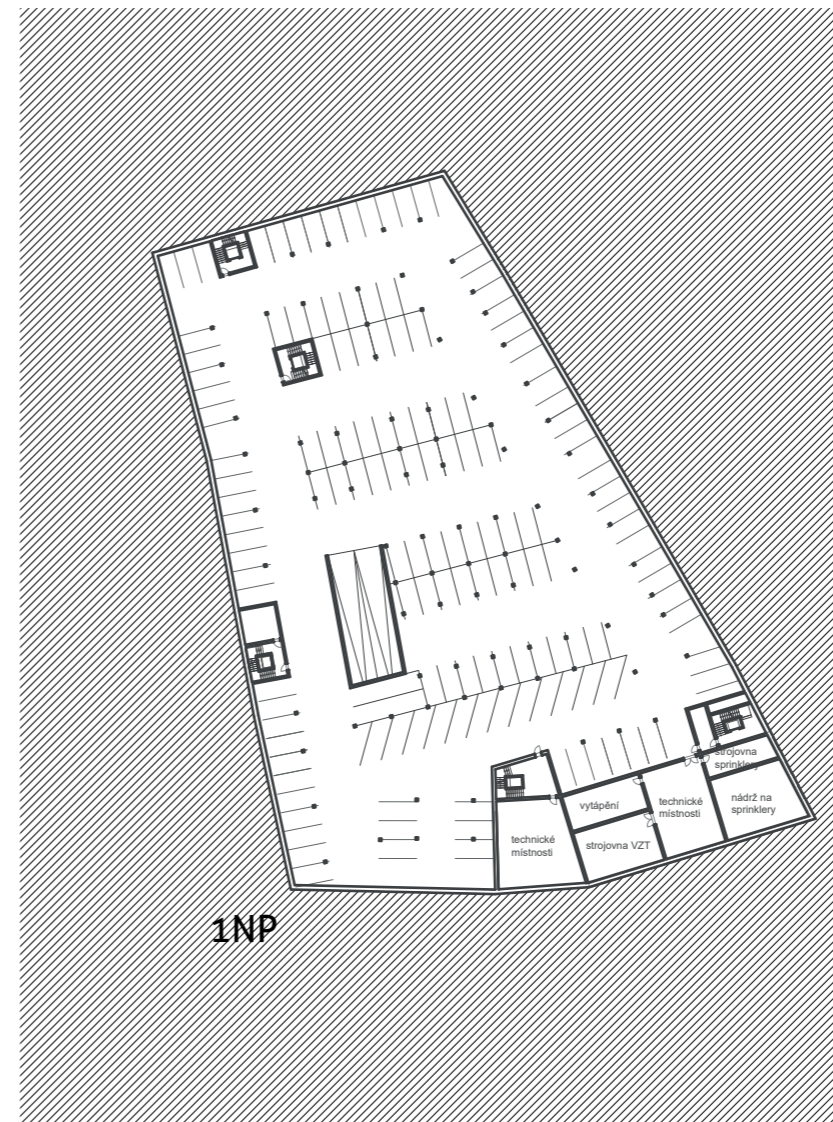 strojovna
sprinklery
nádrž na
sprinklery
technické
místnosti
vytápění
strojovna VZT
technické
místnosti
1NP